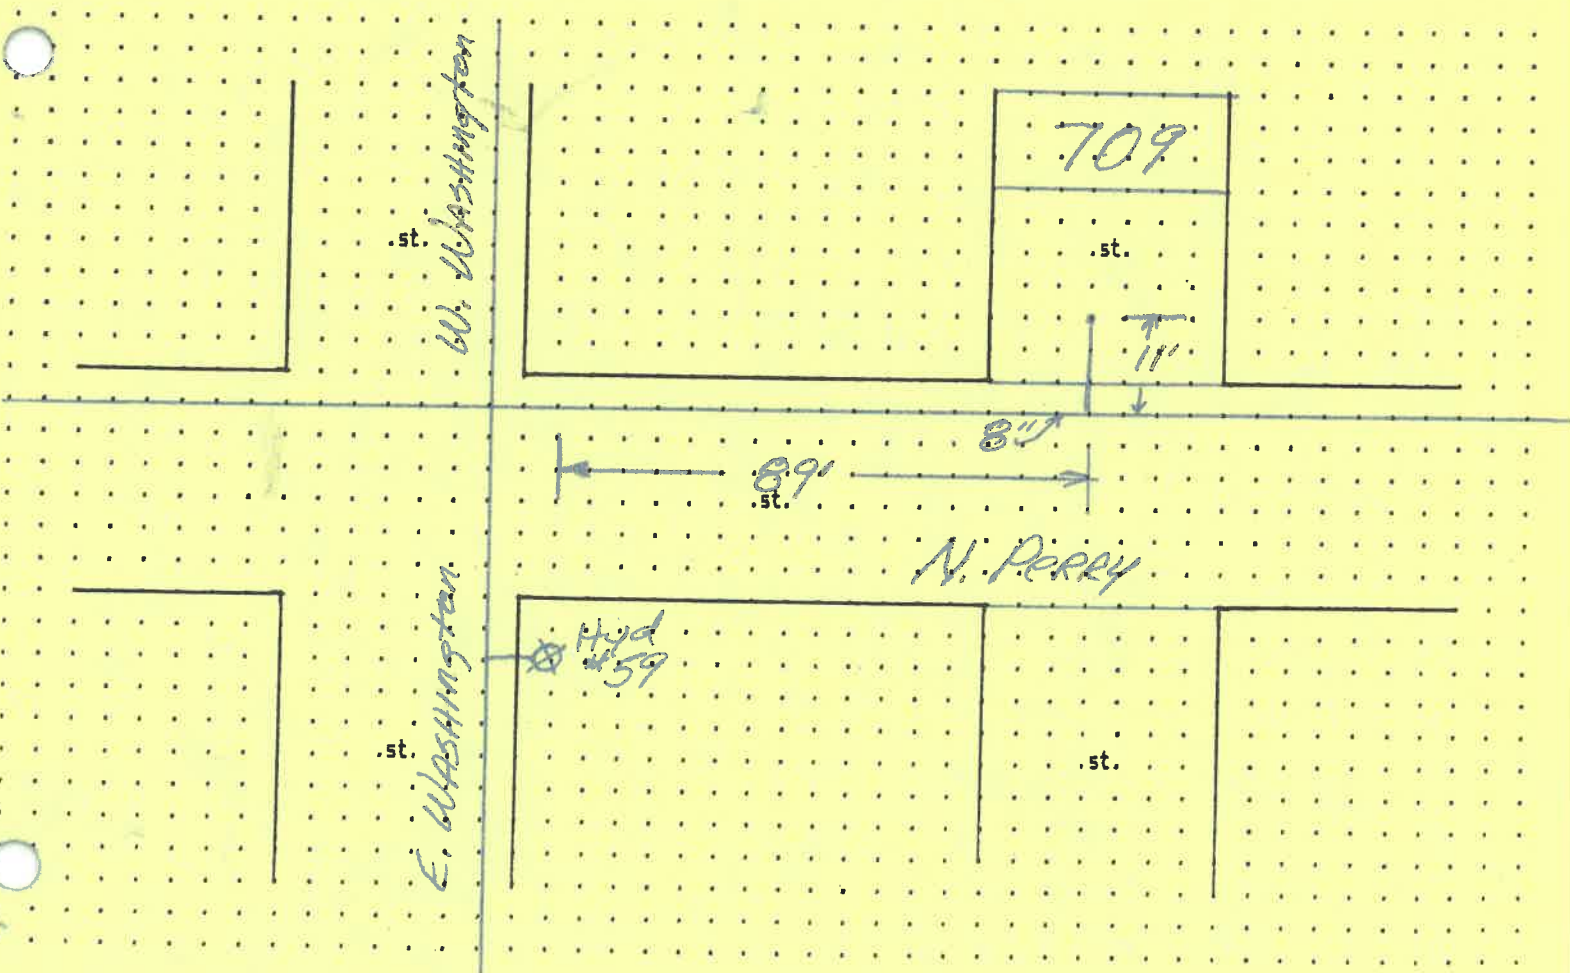 W. WASHINGTON
709
.st.
.st.
11'
8"
89'
.st.
N. PERRY
Hyd
#59
E. WASHINGTON
.st.
.st.